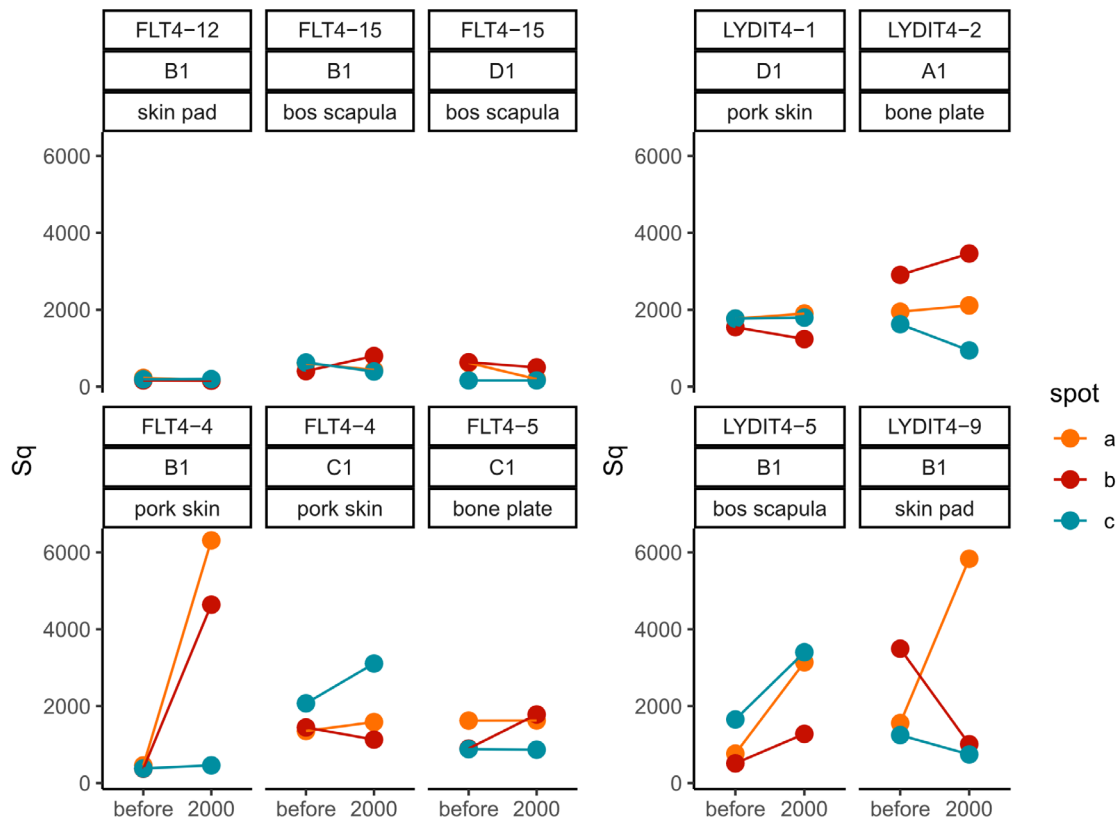 FLT4−12 FLT4−15 FLT4−15
B1 B1 D1
skin pad bos scapula bos scapula
6000
4000
2000
0
FLT4−4 FLT4−4 FLT4−5
B1 C1 C1
pork skin pork skin bone plate
6000
4000
2000
0
before 2000 before 2000 before 2000
Sq
LYDIT4−1 LYDIT4−2
D1 A1
pork skin bone plate
6000
4000
2000
0
LYDIT4−5 LYDIT4−9
B1 B1
bos scapula skin pad
6000
4000
2000
0
before 2000 before 2000
Sq
spot
a
b
c